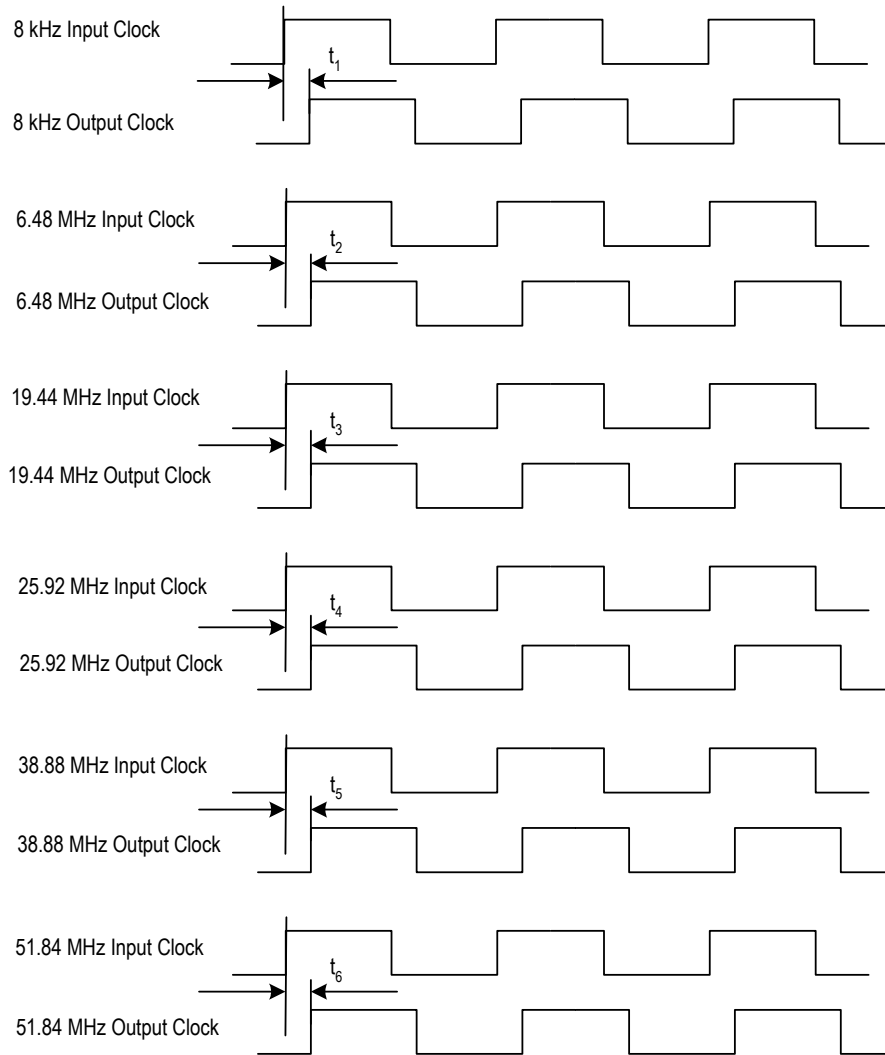 8 kHz Input Clock
t1
8 kHz Output Clock
6.48 MHz Input Clock
t2
6.48 MHz Output Clock
19.44 MHz Input Clock
t3
19.44 MHz Output Clock
25.92 MHz Input Clock
t4
25.92 MHz Output Clock
38.88 MHz Input Clock
t5
38.88 MHz Output Clock
51.84 MHz Input Clock
t6
51.84 MHz Output Clock